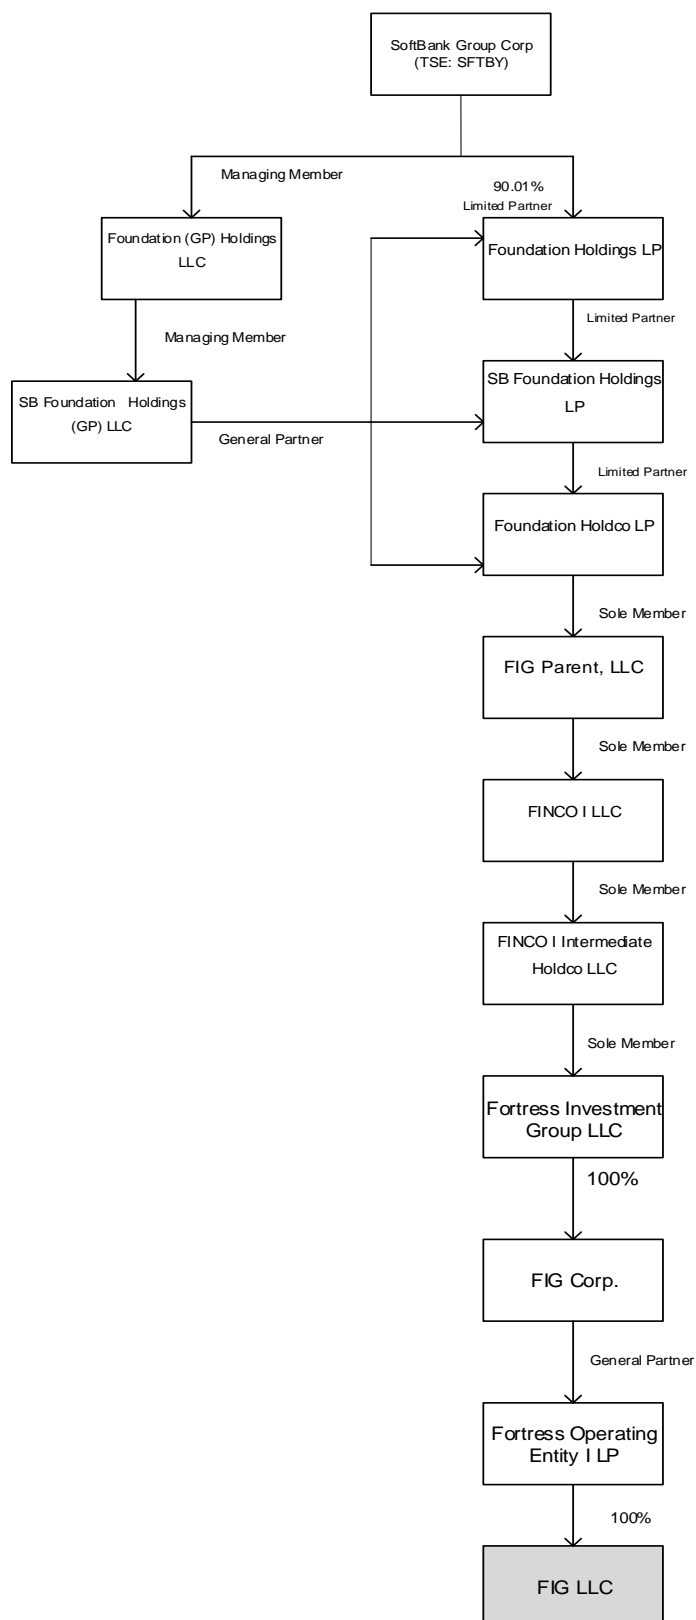 SoftBank Group Corp
(TSE: SFTBY)
Managing Member
90.01%
Limited Partner
Foundation (GP) Holdings
LLC
Foundation Holdings LP
Managing Member
Limited Partner
SB Foundation Holdings
(GP) LLC
General Partner
SB Foundation Holdings
LP
Limited Partner
Foundation Holdco LP
Sole Member
FIG Parent, LLC
Sole Member
FINCO I LLC
Sole Member
FINCO I Intermediate
Holdco LLC
Sole Member
Fortress Investment
Group LLC
100%
FIG Corp.
General Partner
Fortress Operating
Entity I LP
100%
FIG LLC